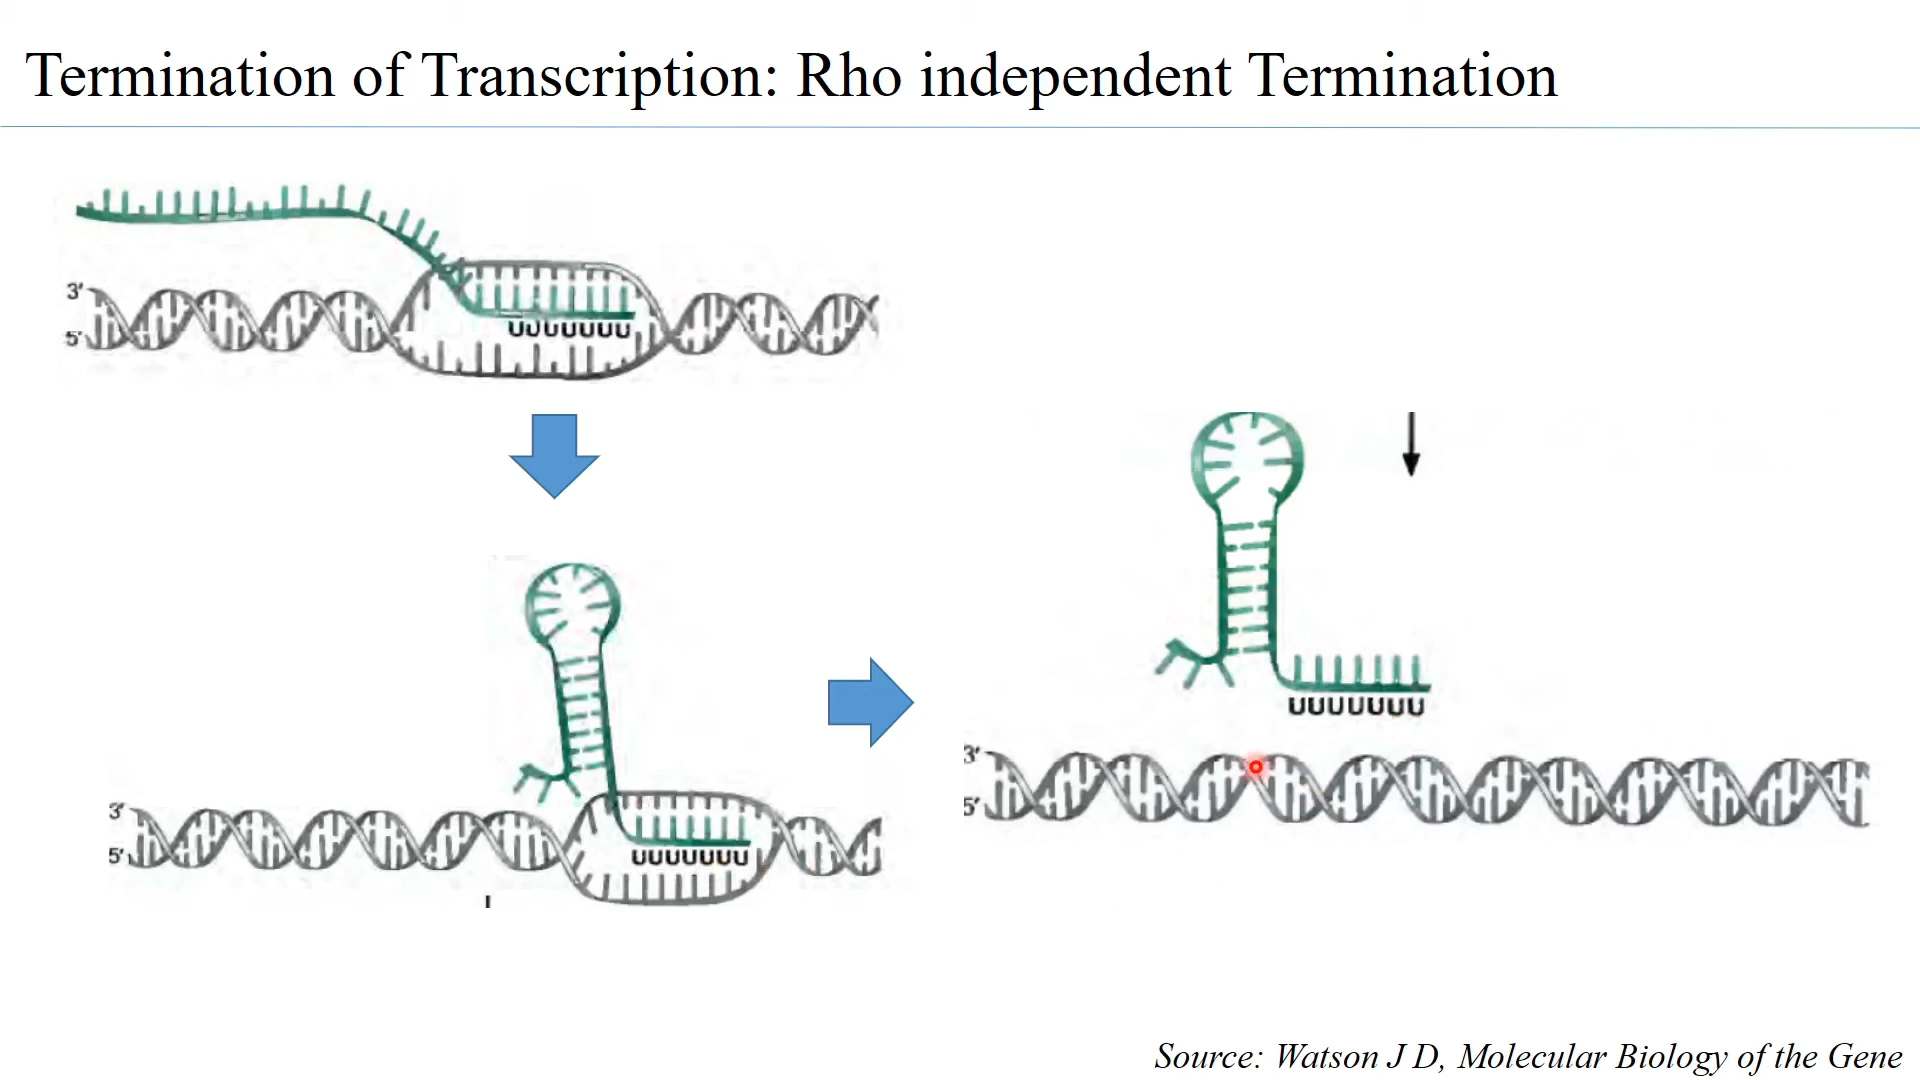 Termination of Transcription: Rho independent Termination
3'
5'
UUUUUUU
3'
5'
UUUUUUU
UUUUUUU
3'
5'
Source: Watson J D, Molecular Biology of the Gene